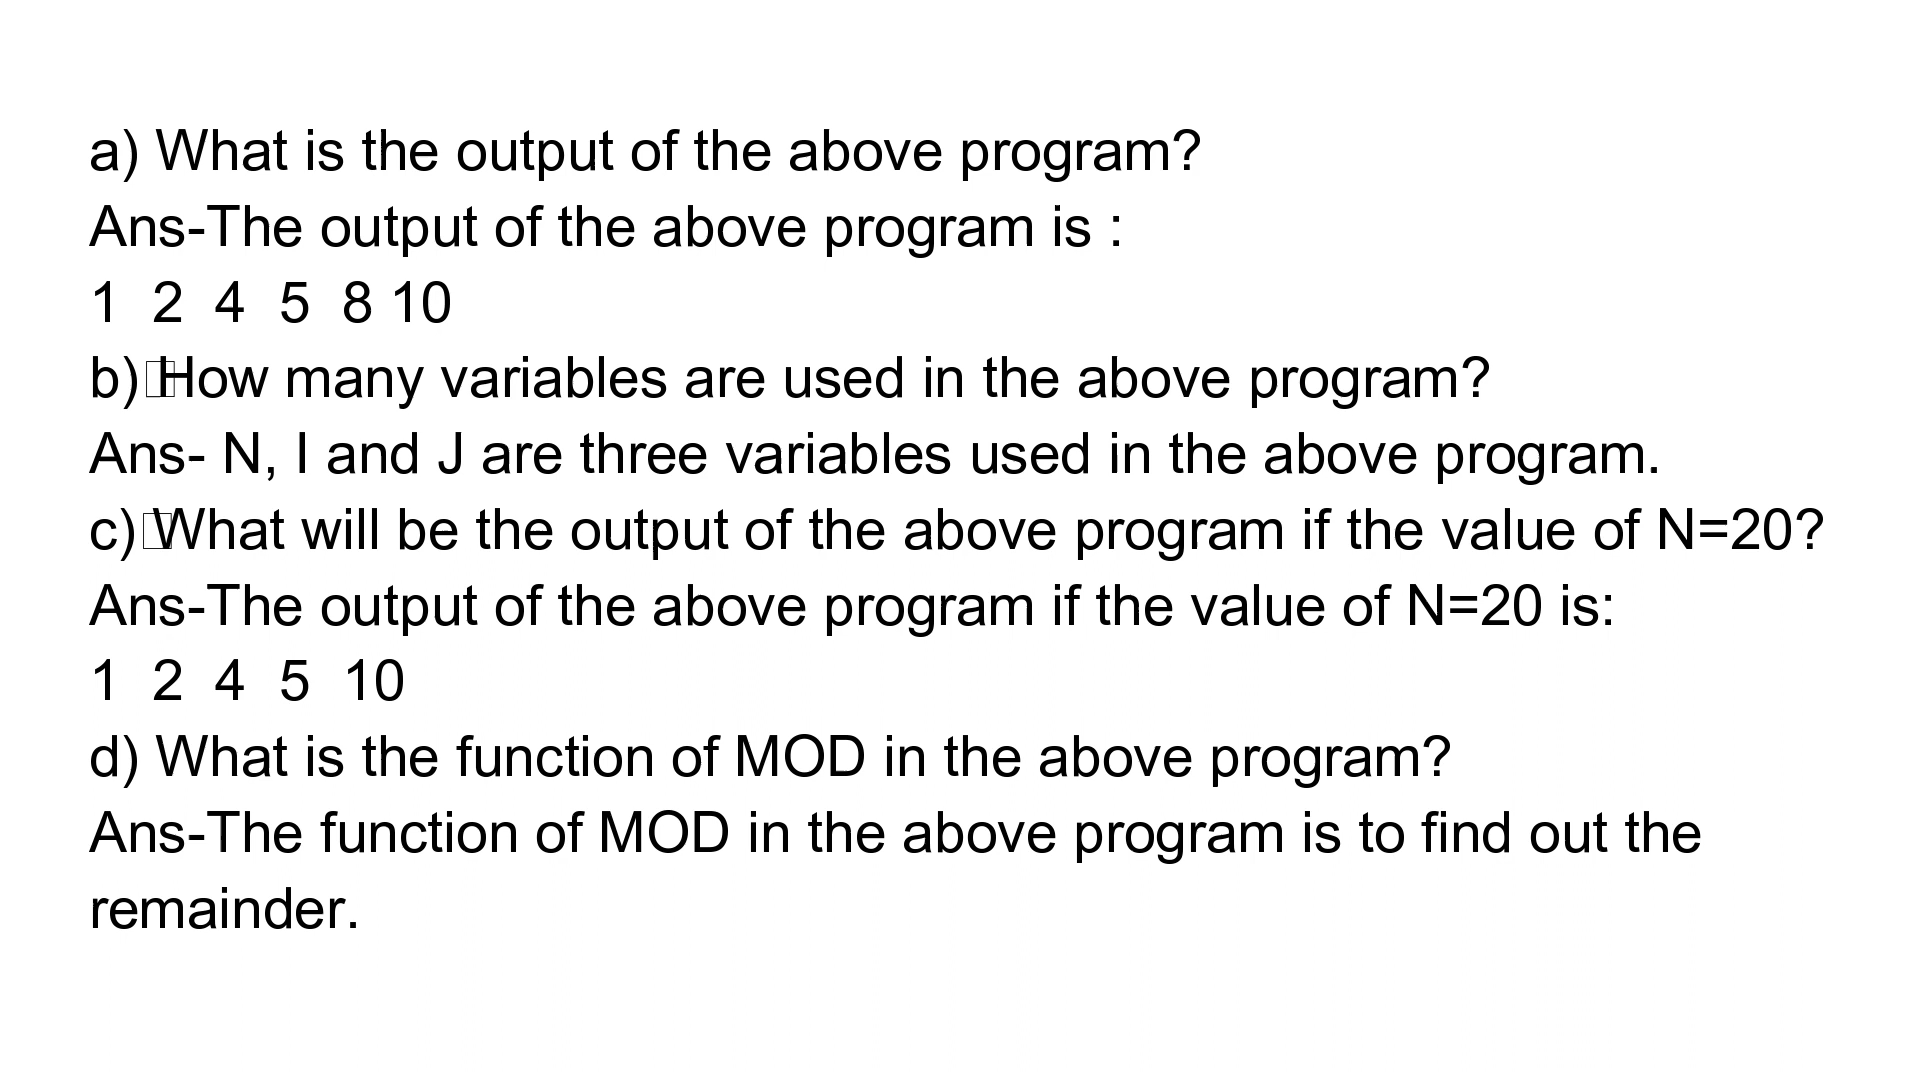 a) What is the output of the above program?
Ans-The output of the above program is :
1  2  4  5  8 10
b) How many variables are used in the above program?
Ans- N, I and J are three variables used in the above program.
c) What will be the output of the above program if the value of N=20?
Ans-The output of the above program if the value of N=20 is:
1  2  4  5  10
d) What is the function of MOD in the above program?
Ans-The function of MOD in the above program is to find out the
remainder.